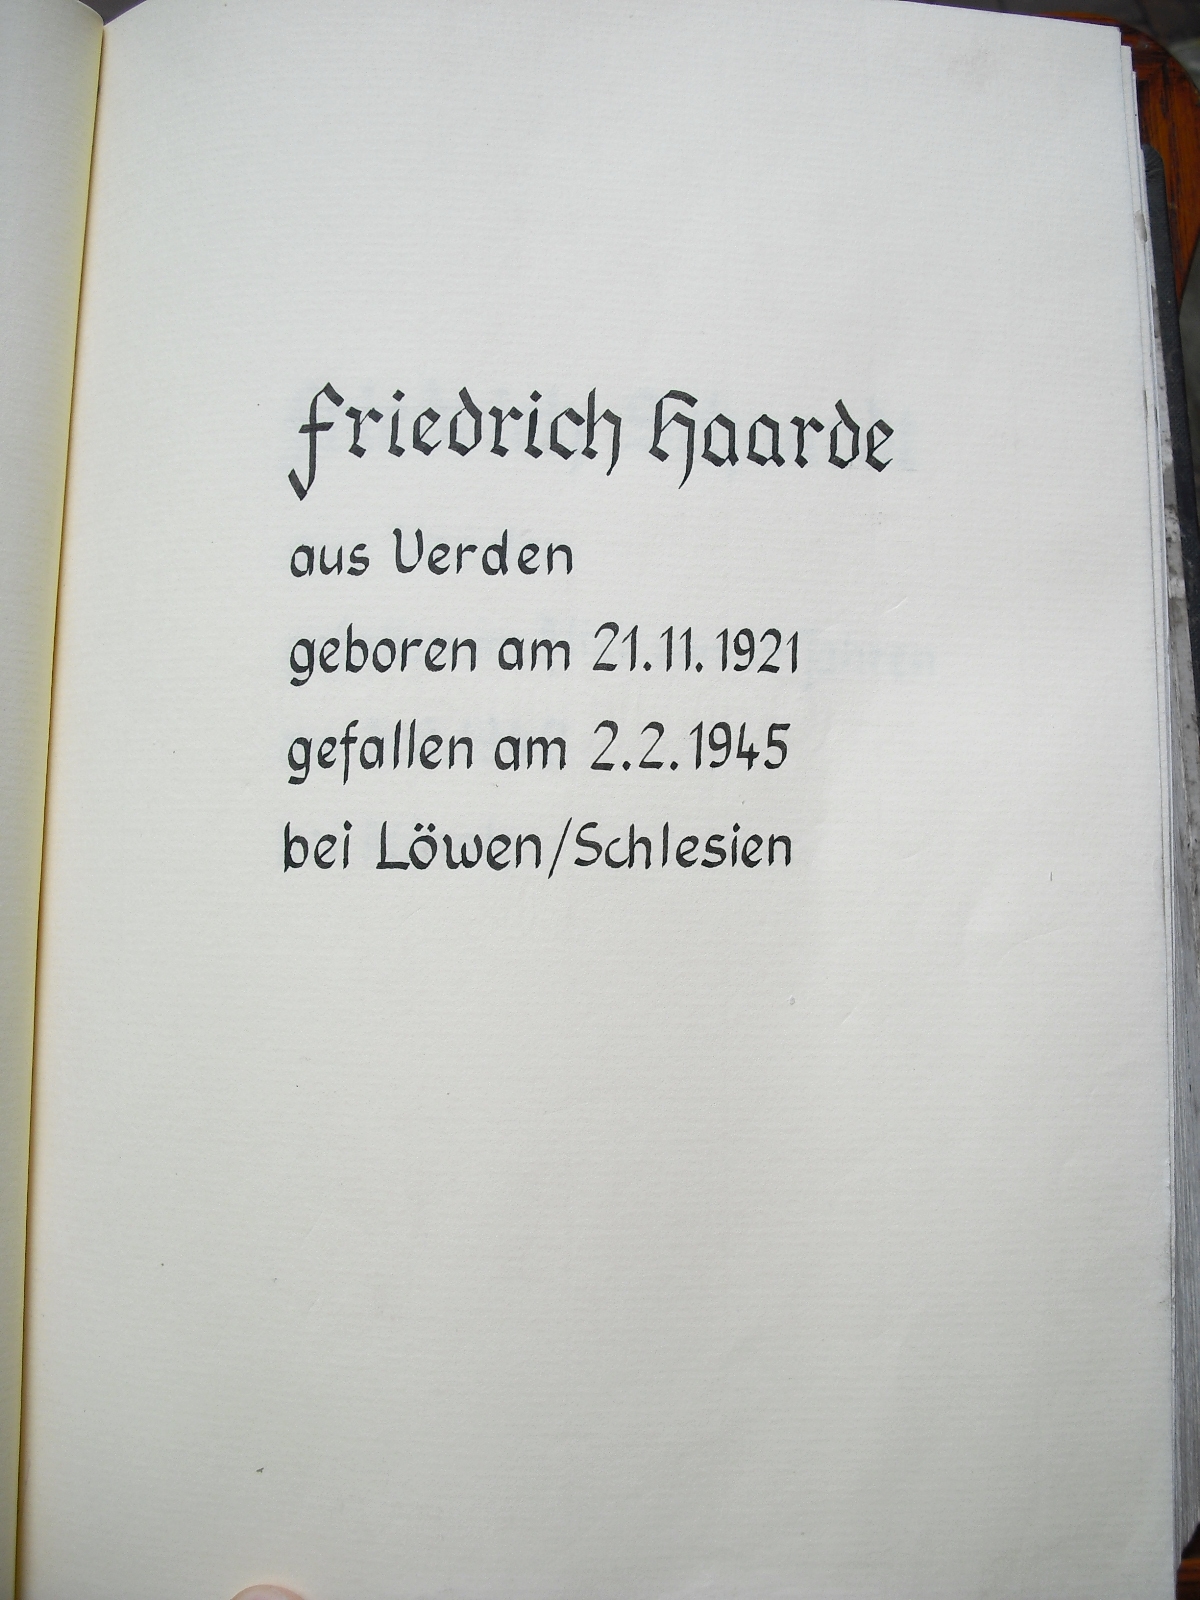 Friedrich Haarde
aus Verden
geboren am 21.11.1921
gefallen am 2.2.1945
bei Löwen/Schlesien